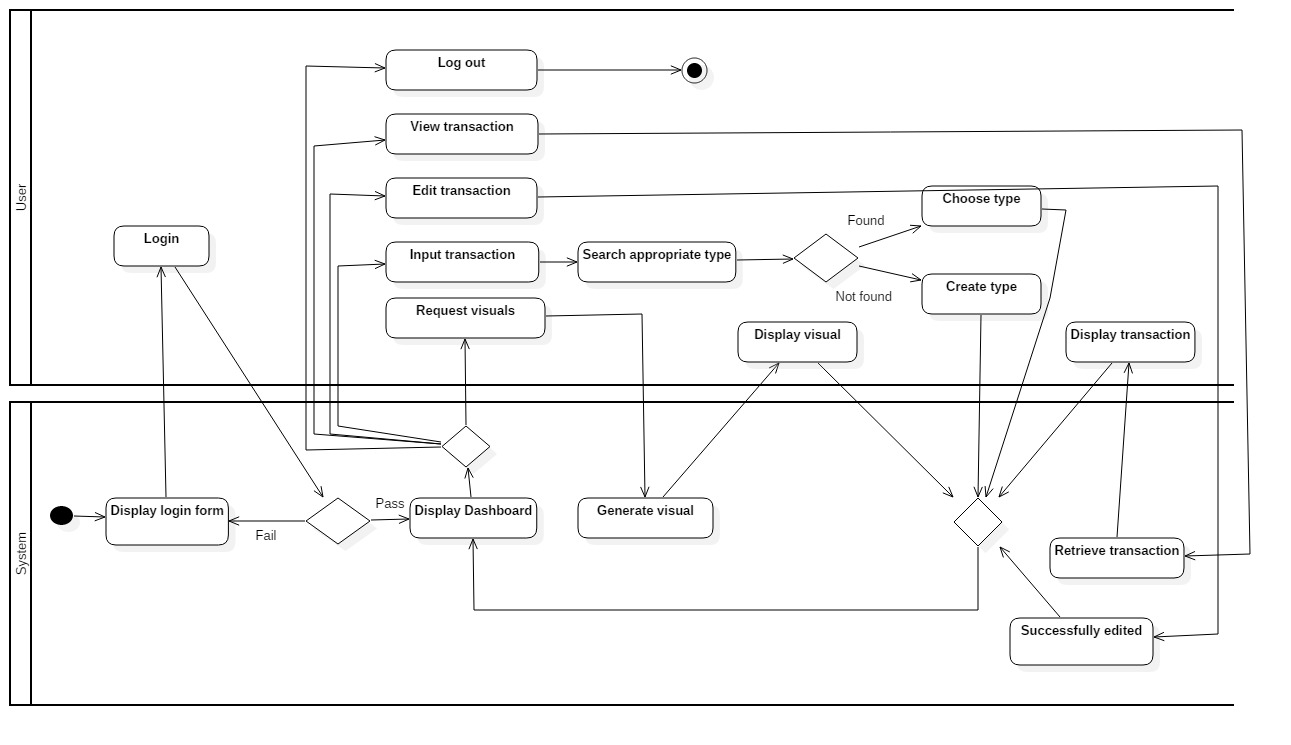 User
Log out
View transaction
Edit transaction
Choose type
Found
Login
Input transaction
Search appropriate type
Not found
Create type
Request visuals
Display visual
Display transaction
System
Display login form
Fail
Pass
Display Dashboard
Generate visual
Retrieve transaction
Successfully edited